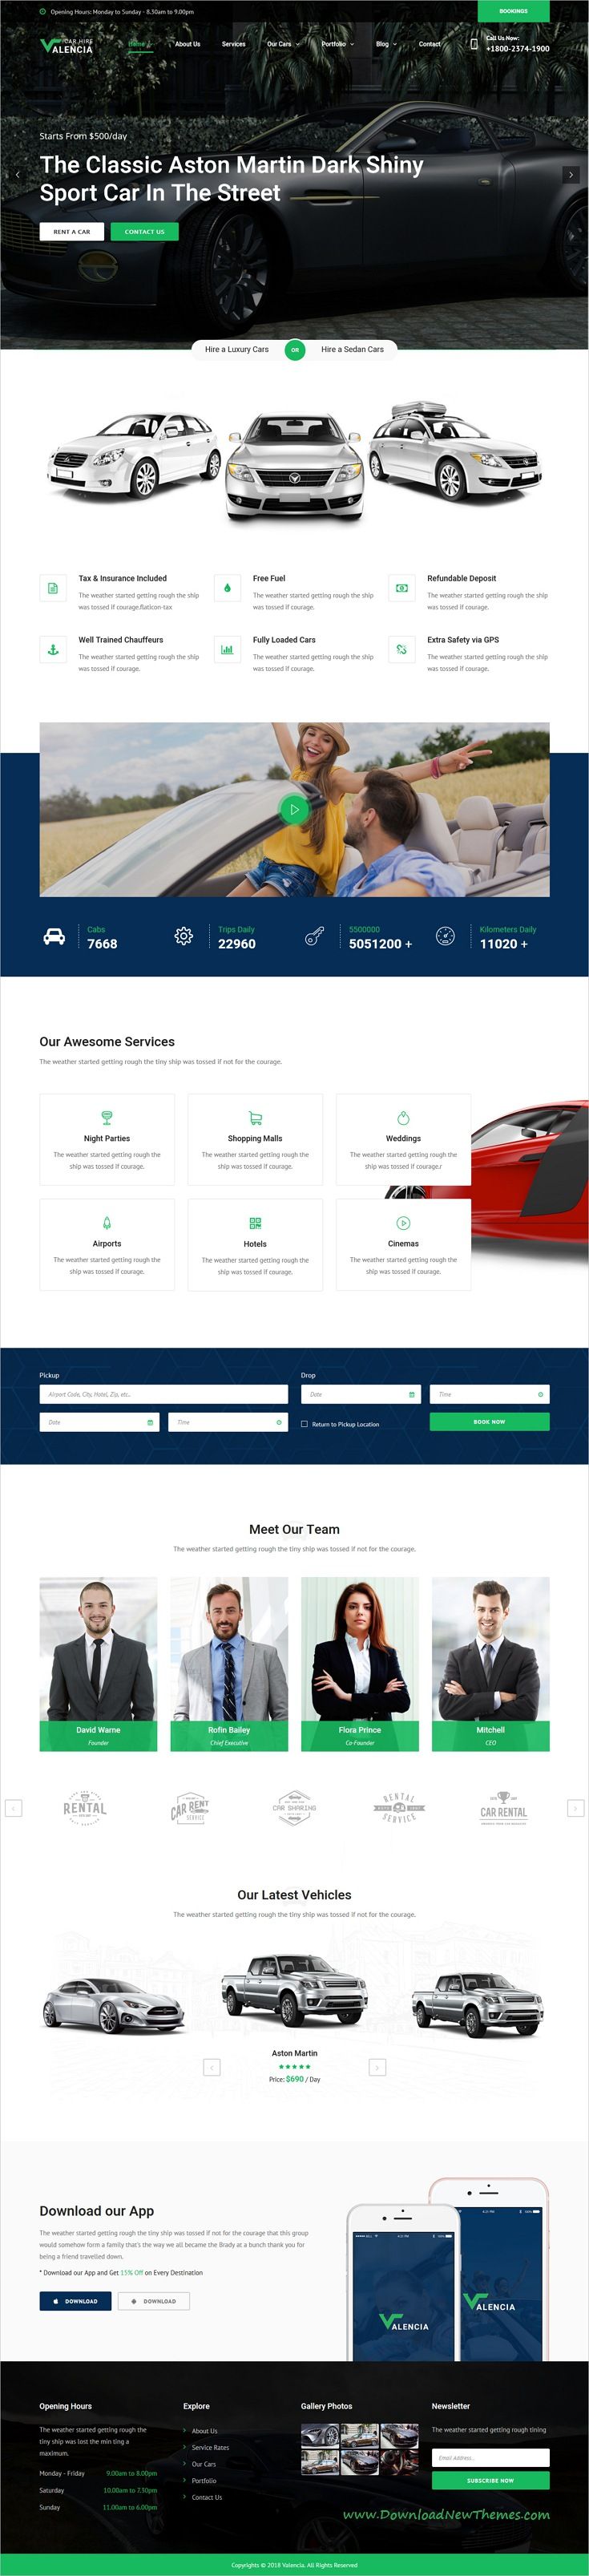 Opening Hours: Monday to Sunday - 8.30am to 9.00pm
BOOKINGS
CAR HIRE
VALENCIA
Home
About Us
Services
Our Cars
Portfolio
Blog
Contact
Call Us Now:
+1800-2374-1900
Starts From $500/day
The Classic Aston Martin Dark Shiny
Sport Car In The Street
RENT A CAR
CONTACT US
Hire a Luxury Cars
OR
Hire a Sedan Cars
Tax & Insurance Included
The weather started getting rough the ship
was tossed if courage.flaticon-tax
Free Fuel
The weather started getting rough the ship
was tossed if courage.
Refundable Deposit
The weather started getting rough the ship
was tossed if courage.
Well Trained Chauffeurs
The weather started getting rough the ship
was tossed if courage.
Fully Loaded Cars
The weather started getting rough the ship
was tossed if courage.
Extra Safety via GPS
The weather started getting rough the ship
was tossed if courage.
Cabs
7668
Trips Daily
22960
5500000
5051200 +
Kilometers Daily
11020 +
Our Awesome Services
The weather started getting rough the tiny ship was tossed if not for the courage.
Night Parties
The weather started getting rough the
ship was tossed if courage.
Shopping Malls
The weather started getting rough the
ship was tossed if courage.
Weddings
The weather started getting rough the
ship was tossed if courage.r
Airports
The weather started getting rough the
ship was tossed if courage.
Hotels
The weather started getting rough the
ship was tossed if courage.
Cinemas
The weather started getting rough the
ship was tossed if courage.
Pickup
Airport Code, City, Hotel, Zip, etc..
Date
Time
Drop
Date
Time
Return to Pickup Location
BOOK NOW
Meet Our Team
The weather started getting rough the tiny ship was tossed if not for the courage.
David Warne
Founder
Rofin Bailey
Chief Executive
Flora Prince
Co-Founder
Mitchell
CEO
RENTAL
CAR RENT
SERVICE
CAR SHARING
RENTAL
SERVICE
CAR RENTAL
Our Latest Vehicles
The weather started getting rough the tiny ship was tossed if not for the courage.
Aston Martin
Price: $690 / Day
Download our App
The weather started getting rough the tiny ship was tossed if not for the courage that this group
would somehow form a family that's the way we all became the Brady at a bunch thank you for
being a friend travelled down.
* Download our App and Get 15% Off on Every Destination
DOWNLOAD
DOWNLOAD
4:21 PM
4:21 PM
VALENCIA
VALENCIA
Opening Hours
The weather started getting rough the
tiny ship was lost the min ting a
maximum.
Monday - Friday 9.00am to 8.00pm
Saturday 10.00am to 7.30pm
Sunday 11.00am to 6.00pm
Explore
About Us
Service Rates
Our Cars
Portfolio
Contact Us
Gallery Photos
Newsletter
The weather started getting rough tining
Email Address...
SUBSCRIBE NOW
www.DownloadNewThemes.com
Copyrights © 2018 Valencia. All Rights Reserved